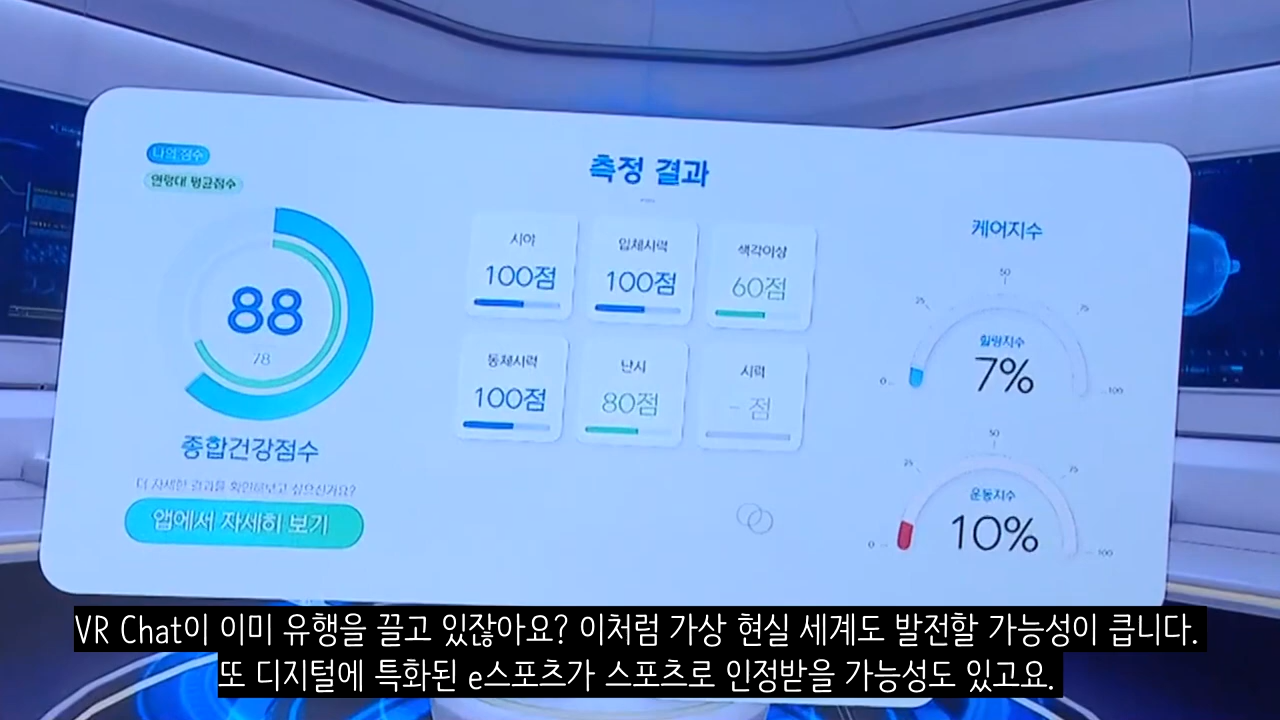 나의 점수
연령대 평균점수
88
78
종합건강점수
더 자세한 결과를 확인해보고 싶으신가요?
앱에서 자세히 보기
측정 결과
시야
100점
입체시력
100점
색각이상
60점
동체시력
100점
난시
80점
시력
- 점
케어지수
0
25
50
75
100
힐링지수
7%
0
25
50
75
100
운동지수
10%
VR Chat이 이미 유행을 끌고 있잖아요? 이처럼 가상 현실 세계도 발전할 가능성이 큽니다.
또 디지털에 특화된 e스포츠가 스포츠로 인정받을 가능성도 있고요.